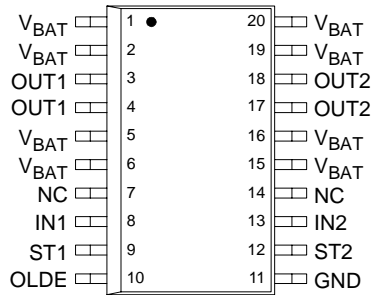 VBAT 1 20 VBAT
VBAT 2 19 VBAT
OUT1 3 18 OUT2
OUT1 4 17 OUT2
VBAT 5 16 VBAT
VBAT 6 15 VBAT
NC 7 14 NC
IN1 8 13 IN2
ST1 9 12 ST2
OLDE 10 11 GND